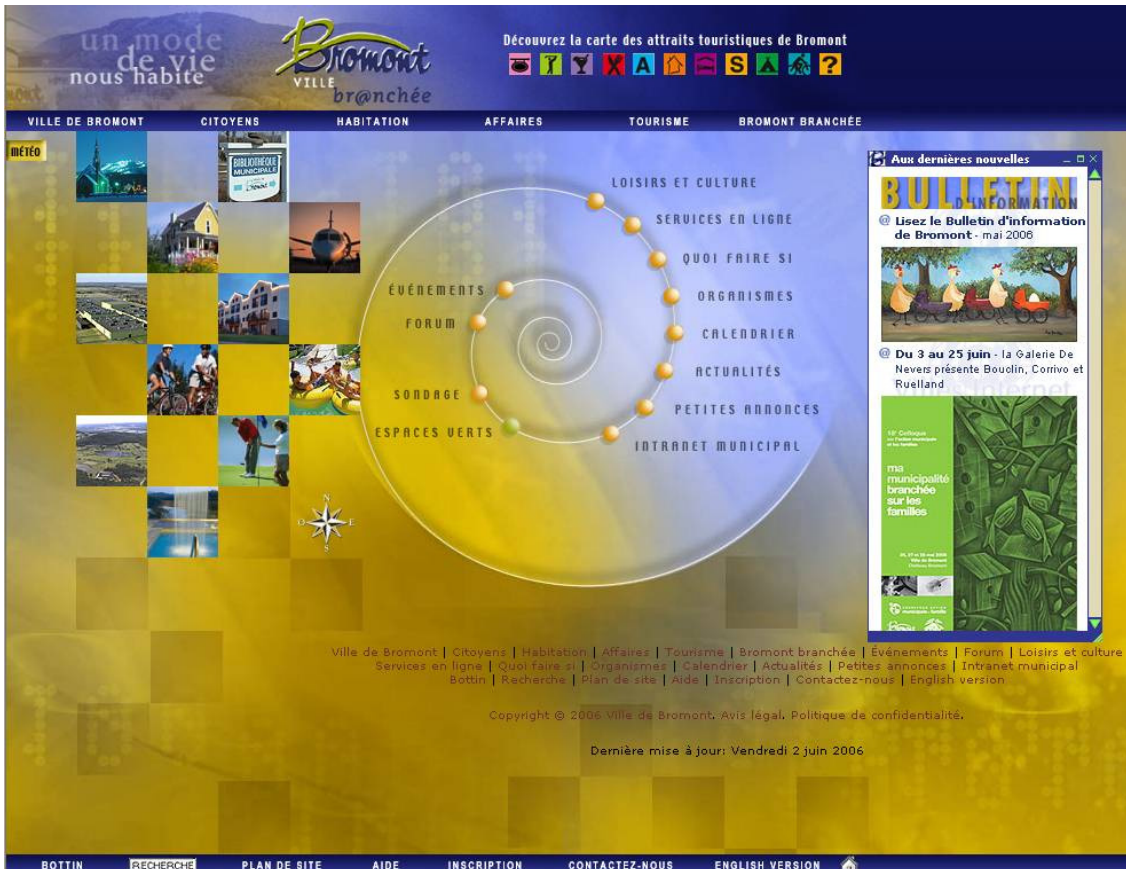 un mode
de vie
nous habite
Bromont
VILLE
br@nchée
Découvrez la carte des attraits touristiques de Bromont
A S ?
VILLE DE BROMONT CITOYENS HABITATION AFFAIRES TOURISME BROMONT BRANCHÉE
MÉTÉO
BIBLIOTHÈQUE
MUNICIPALE
LOISIRS ET CULTURE
SERVICES EN LIGNE
QUOI FAIRE SI
ORGANISMES
CALENDRIER
ACTUALITÉS
PETITES ANNONCES
INTRANET MUNICIPAL
ÉVÉNEMENTS
FORUM
SONDAGE
ESPACES VERTS
N
O E
S
Aux dernières nouvelles
BULLETIN
D'INFORMATION
@ Lisez le Bulletin d'information
de Bromont - mai 2006
@ Du 3 au 25 juin - la Galerie De
Nevers présente Bouclin, Corrivo et
Ruelland
ma
municipalité
branchée
sur les
familles
Ville de Bromont | Citoyens | Habitation | Affaires | Tourisme | Bromont branchée | Événements | Forum | Loisirs et culture
Services en ligne | Quoi faire si | Organismes | Calendrier | Actualités | Petites annonces | Intranet municipal
Bottin | Recherche | Plan de site | Aide | Inscription | Contactez-nous | English version
Copyright © 2006 Ville de Bromont. Avis légal. Politique de confidentialité.
Dernière mise à jour: Vendredi 2 juin 2006
BOTTIN RECHERCHE PLAN DE SITE AIDE INSCRIPTION CONTACTEZ-NOUS ENGLISH VERSION